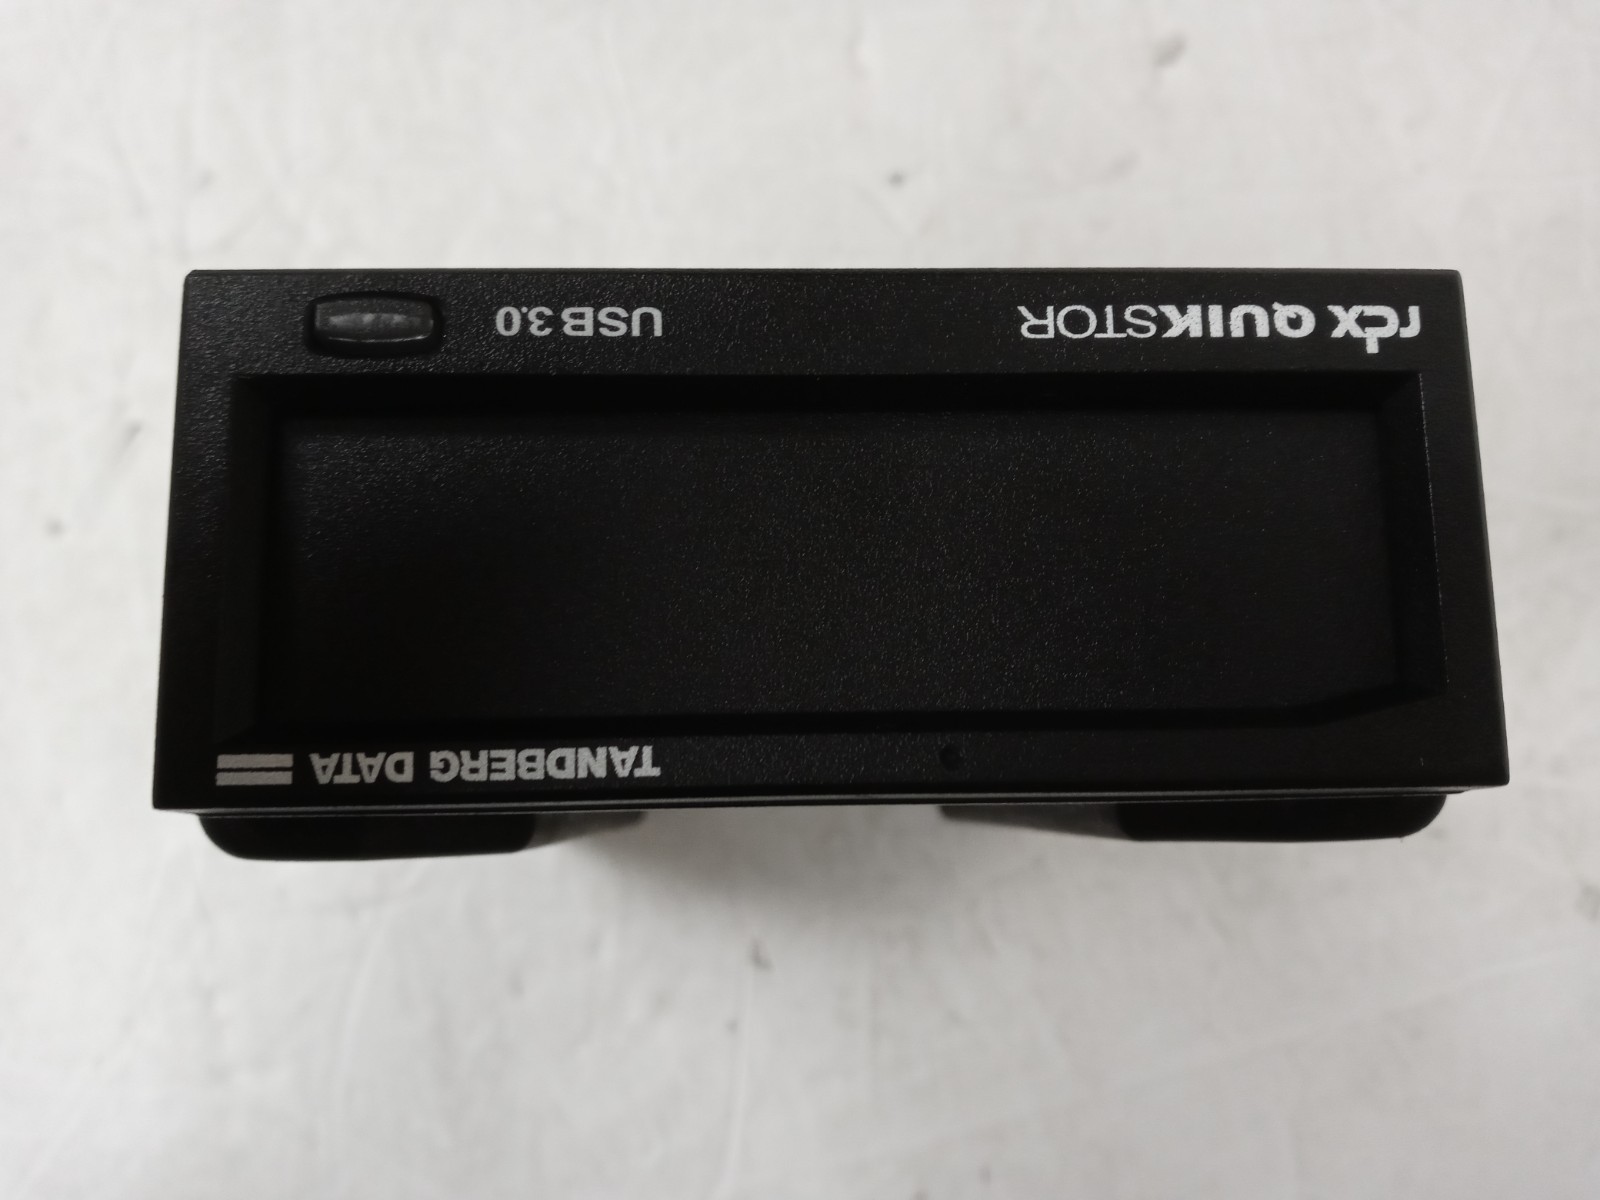 TANDBERG DATA
rdx QUIKSTOR
USB 3.0